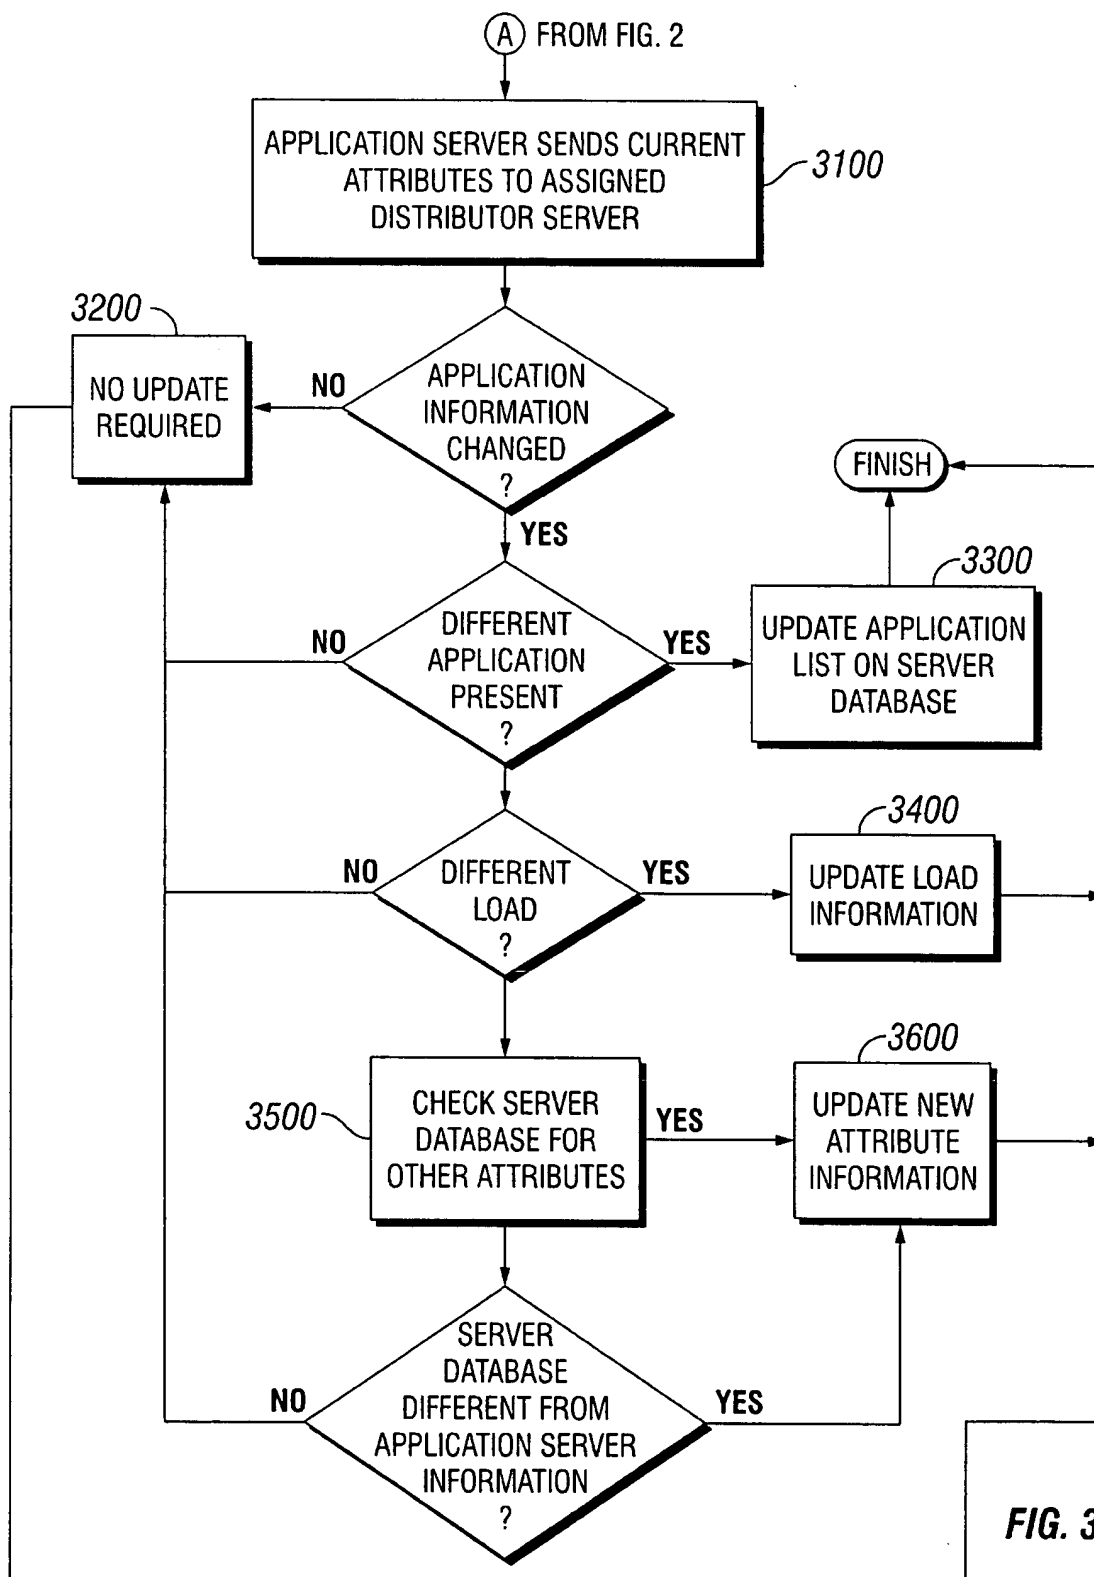 A FROM FIG. 2
APPLICATION SERVER SENDS CURRENT
ATTRIBUTES TO ASSIGNED
DISTRIBUTOR SERVER
3100
3200
NO UPDATE
REQUIRED
NO
APPLICATION
INFORMATION
CHANGED
?
YES
FINISH
3300
UPDATE APPLICATION
LIST ON SERVER
DATABASE
NO
DIFFERENT
APPLICATION
PRESENT
?
YES
3400
NO
DIFFERENT
LOAD
?
YES
UPDATE LOAD
INFORMATION
3500
CHECK SERVER
DATABASE FOR
OTHER ATTRIBUTES
YES
3600
UPDATE NEW
ATTRIBUTE
INFORMATION
NO
SERVER
DATABASE
DIFFERENT FROM
APPLICATION SERVER
INFORMATION
?
YES
FIG. 3